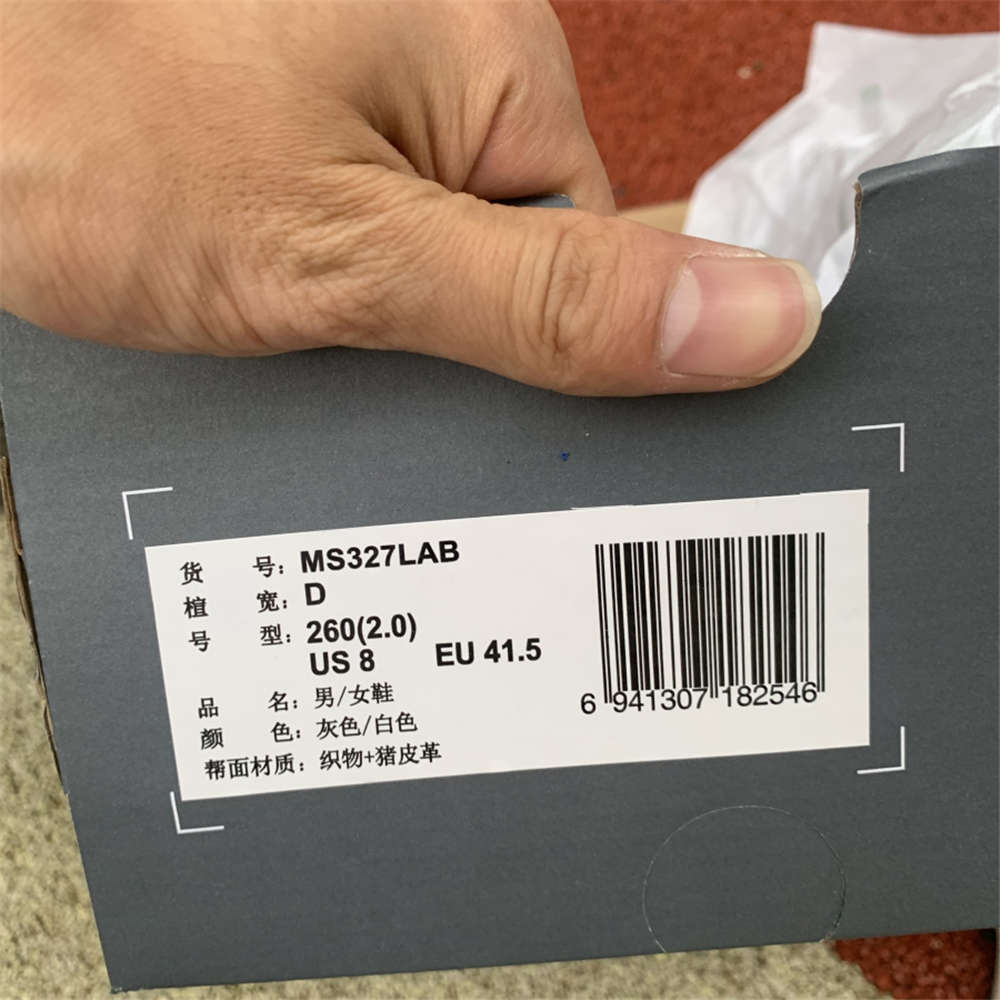 货 号：MS327LAB
楦 宽：D
号 型：260(2.0)
US 8 EU 41.5
品 名：男/女鞋
颜 色：灰色/白色
帮面材质：织物+猪皮革
6 941307 182546